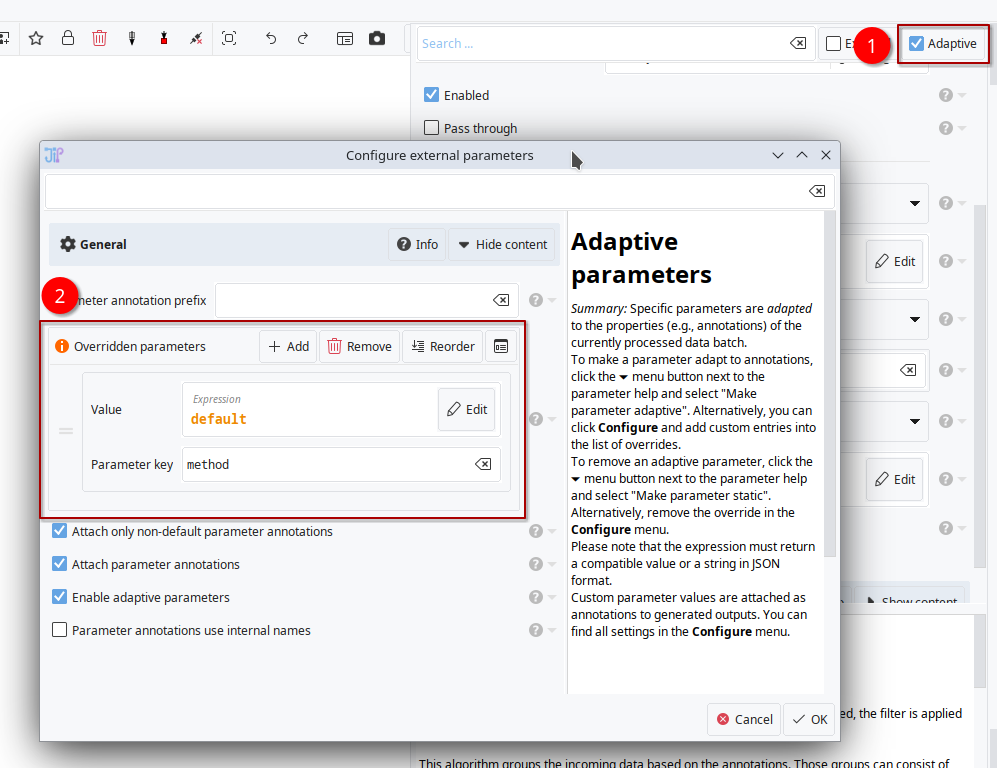 Search ...
1
Adaptive
Enabled
Pass through
JIP
Configure external parameters
General
Info
Hide content
2
meter annotation prefix
Overridden parameters
Add
Remove
Reorder
Value
Expression
default
Edit
Parameter key
method
Attach only non-default parameter annotations
Attach parameter annotations
Enable adaptive parameters
Parameter annotations use internal names
Adaptive
parameters
Summary: Specific parameters are adapted
to the properties (e.g., annotations) of the
currently processed data batch.
To make a parameter adapt to annotations,
click the menu button next to the
parameter help and select "Make
parameter adaptive". Alternatively, you can
click Configure and add custom entries into
the list of overrides.
To remove an adaptive parameter, click the
menu button next to the parameter help
and select "Make parameter static".
Alternatively, remove the override in the
Configure menu.
Please note that the expression must return
a compatible value or a string in JSON
format.
Custom parameter values are attached as
annotations to generated outputs. You can
find all settings in the Configure menu.
Cancel
OK
Edit
Edit
Show content
ed, the filter is applied
This algorithm groups the incoming data based on the annotations. Those groups can consist of